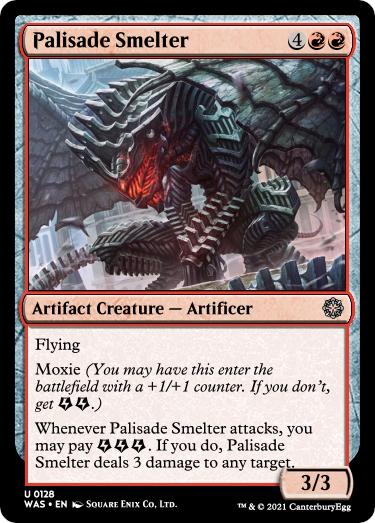 Palisade Smelter 4
Artifact Creature — Artificer
Flying
Moxie (You may have this enter the
battlefield with a +1/+1 counter. If you don't,
get .)
Whenever Palisade Smelter attacks, you
may pay . If you do, Palisade
Smelter deals 3 damage to any target.
3/3
U 0128
WAS • EN Square Enix Co, Ltd.
™ & © 2021 CanterburyEgg